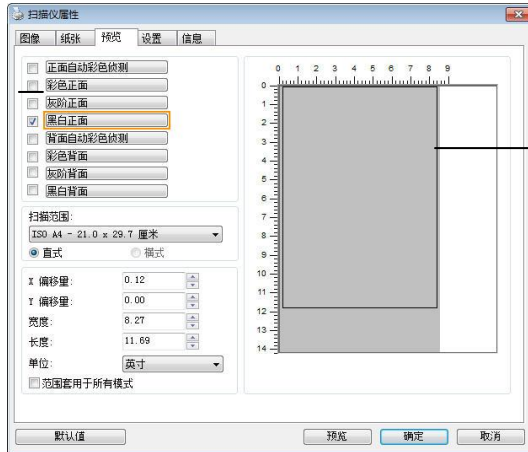 扫描仪属性
图像 纸张 预览 设置 信息
正面自动彩色侦测
彩色正面
灰阶正面
黑白正面
背面自动彩色侦测
彩色背面
灰阶背面
黑白背面
扫描范围:
ISO A4 - 21.0 x 29.7 厘米
直式 横式
X 偏移量: 0.12
Y 偏移量: 0.00
宽度: 8.27
长度: 11.69
单位: 英寸
范围套用于所有模式
0 1 2 3 4 5 6 7 8 9
0
1
2
3
4
5
6
7
8
9
10
11
12
13
14
默认值 预览 确定 取消